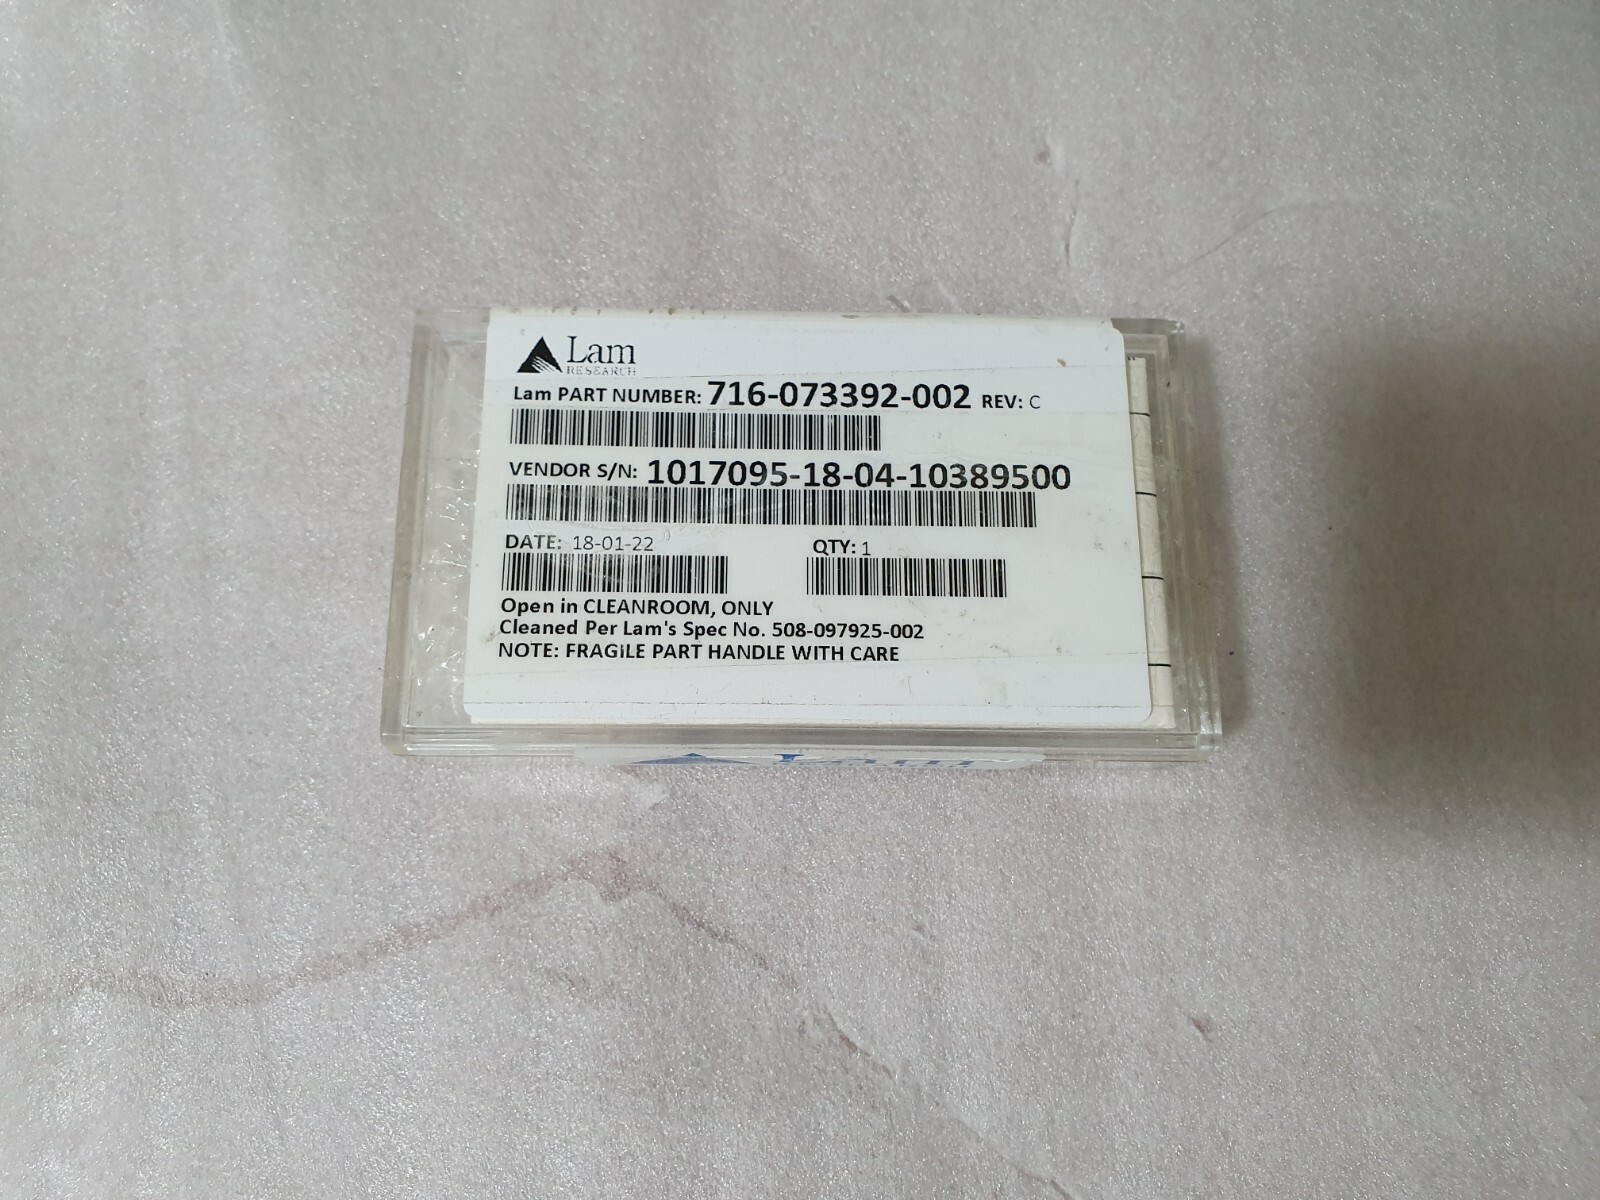 Lam
RESEARCH
Lam PART NUMBER: 716-073392-002 REV: C
VENDOR S/N: 1017095-18-04-10389500
DATE: 18-01-22 QTY: 1
Open in CLEANROOM, ONLY
Cleaned Per Lam's Spec No. 508-097925-002
NOTE: FRAGILE PART HANDLE WITH CARE
Lam